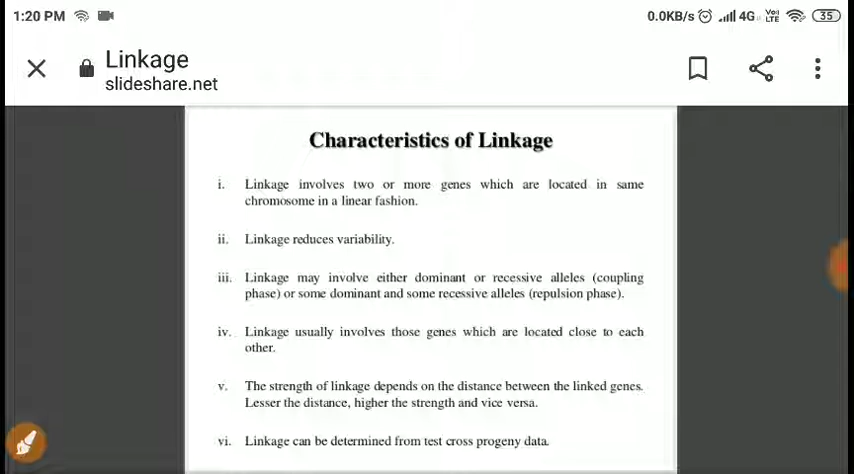 1:20 PM
0.0KB/s 4G Vo) LTE 35
Linkage
slideshare.net
Characteristics of Linkage
i. Linkage involves two or more genes which are located in same
chromosome in a linear fashion.
ii. Linkage reduces variability.
iii. Linkage may involve either dominant or recessive alleles (coupling
phase) or some dominant and some recessive alleles (repulsion phase).
iv. Linkage usually involves those genes which are located close to each
other.
v. The strength of linkage depends on the distance between the linked genes.
Lesser the distance, higher the strength and vice versa.
vi. Linkage can be determined from test cross progeny data.